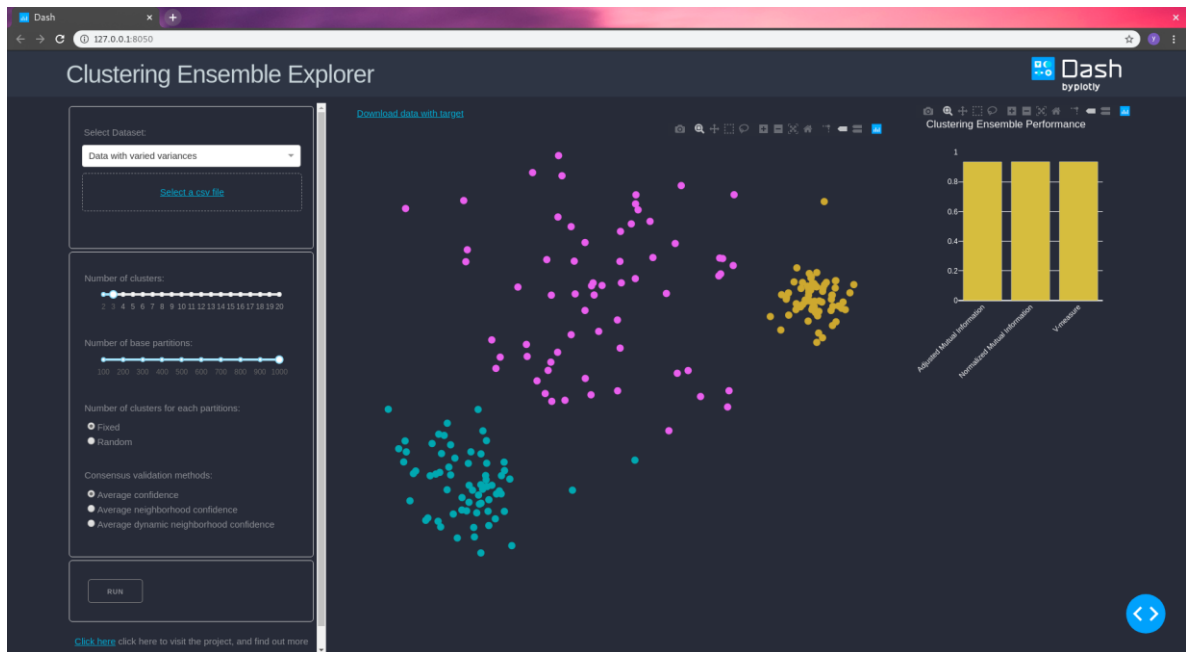 Dash
127.0.0.1:8050
Y
Clustering Ensemble Explorer
Dash
by plotly
Select Dataset:
Data with varied variances
Select a csv file
Number of clusters:
2 3 4 5 6 7 8 9 10 11 12 13 14 15 16 17 18 19 20
Number of base partitions:
100 200 300 400 500 600 700 800 900 1000
Number of clusters for each partitions:
Fixed
Random
Consensus validation methods:
Average confidence
Average neighborhood confidence
Average dynamic neighborhood confidence
RUN
Click here click here to visit the project, and find out more
Download data with target
Clustering Ensemble Performance
1
0.8
0.6
0.4
0.2
0
Adjusted Mutual Information
Normalized Mutual Information
V-measure